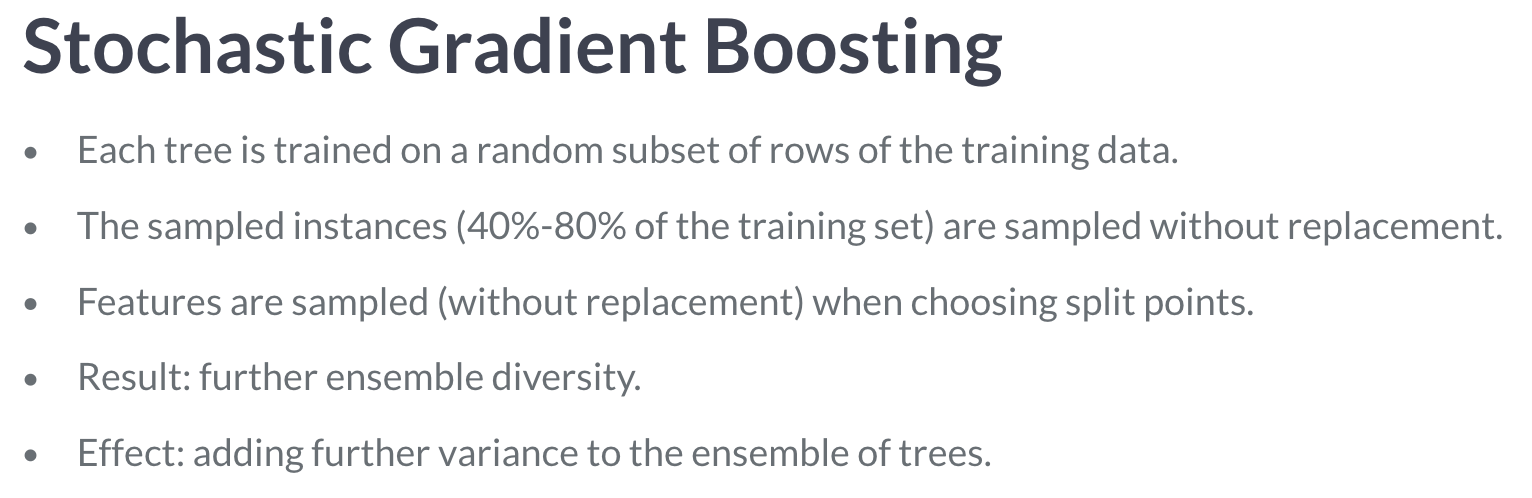 Stochastic Gradient Boosting
• Each tree is trained on a random subset of rows of the training data.
• The sampled instances (40%-80% of the training set) are sampled without replacement.
• Features are sampled (without replacement) when choosing split points.
• Result: further ensemble diversity.
• Effect: adding further variance to the ensemble of trees.